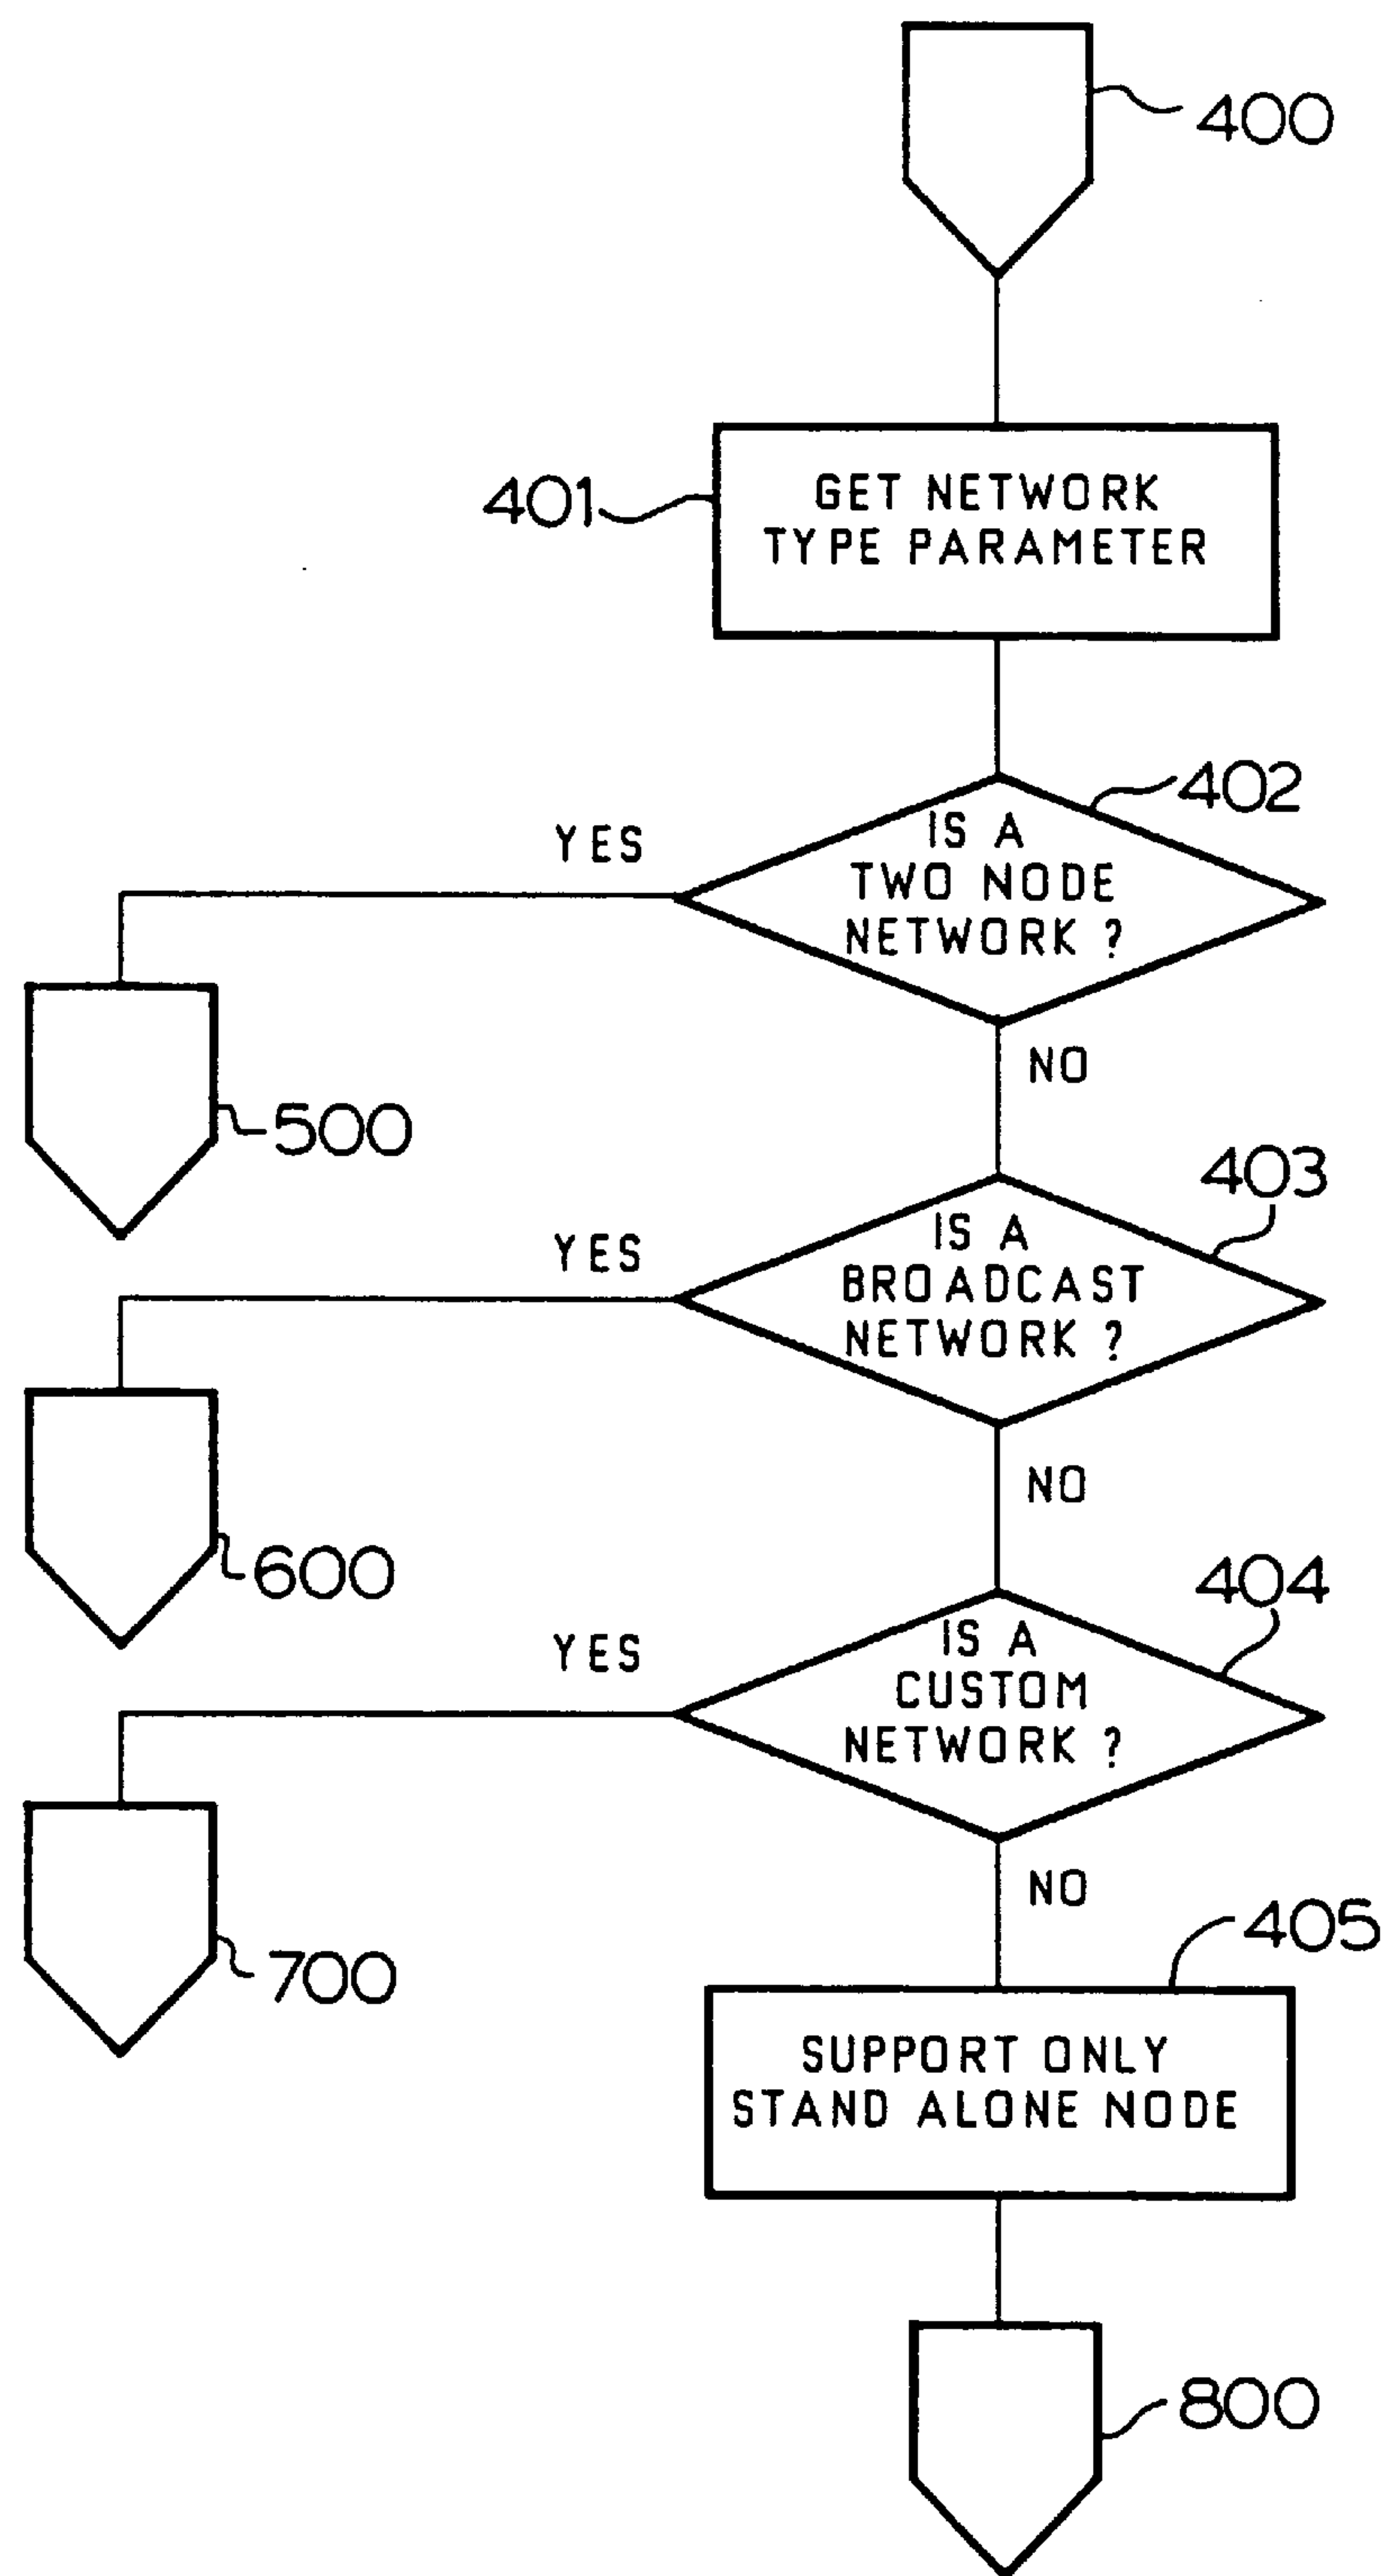 400
401
GET NETWORK
TYPE PARAMETER
402
IS A
TWO NODE
NETWORK ?
YES
NO
500
403
IS A
BROADCAST
NETWORK ?
YES
NO
600
404
IS A
CUSTOM
NETWORK ?
YES
NO
700
405
SUPPORT ONLY
STAND ALONE NODE
800